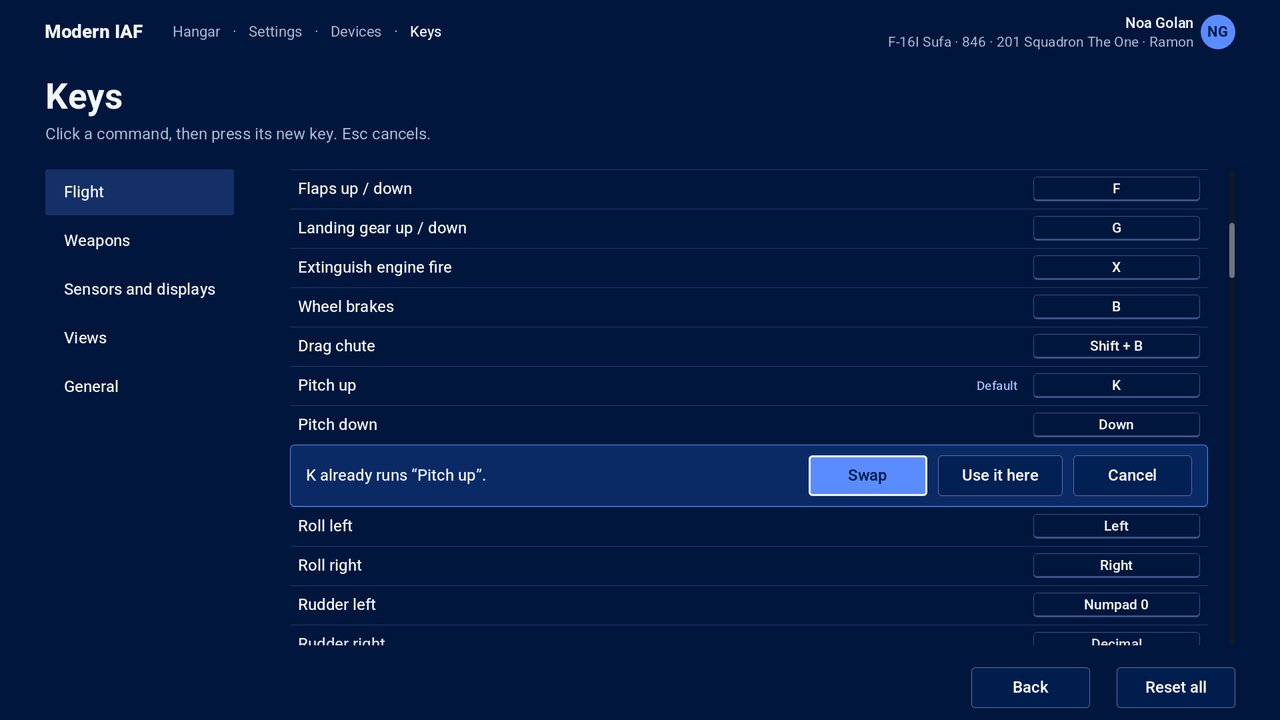 Modern IAF Hangar · Settings · Devices · Keys
Noa Golan
F-16I Sufa · 846 · 201 Squadron The One · Ramon
NG
Keys
Click a command, then press its new key. Esc cancels.
Flight
Weapons
Sensors and displays
Views
General
Flaps up / down F
Landing gear up / down G
Extinguish engine fire X
Wheel brakes B
Drag chute Shift + B
Pitch up Default K
Pitch down Down
K already runs “Pitch up”. Swap Use it here Cancel
Roll left Left
Roll right Right
Rudder left Numpad 0
Rudder right Decimal
Back Reset all